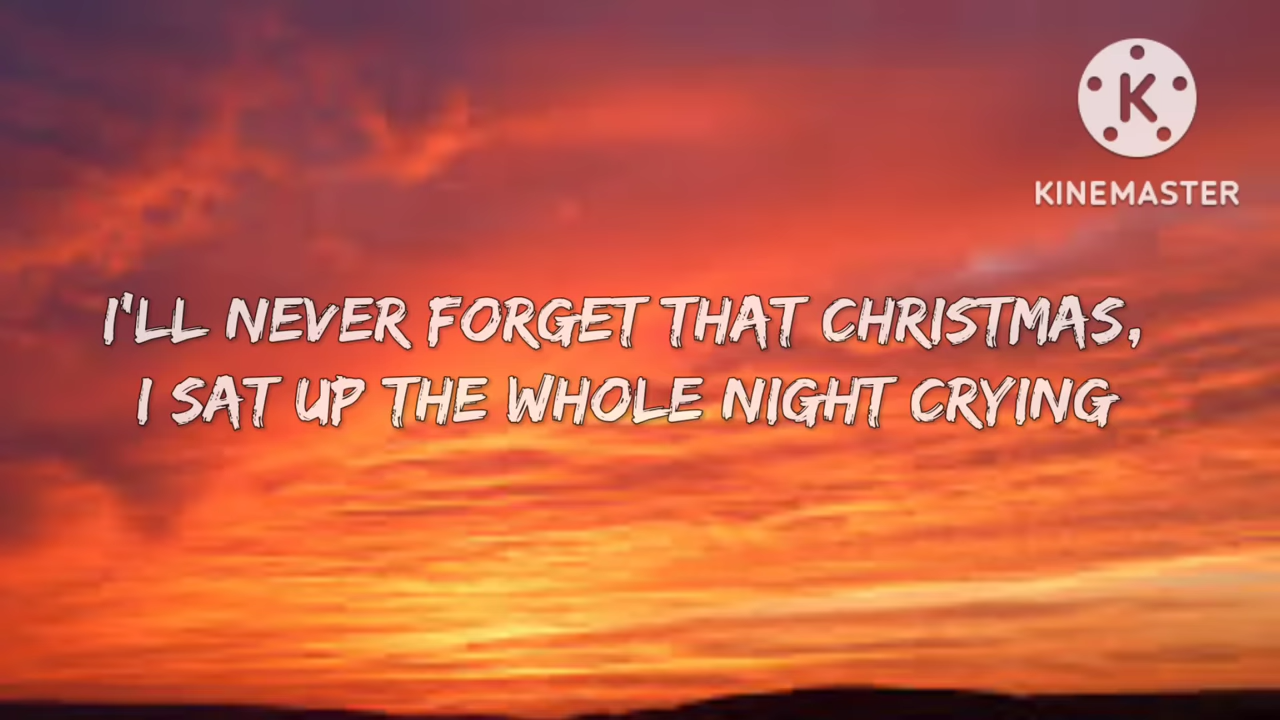 K
KINEMASTER
I'LL NEVER FORGET THAT CHRISTMAS,
I SAT UP THE WHOLE NIGHT CRYING